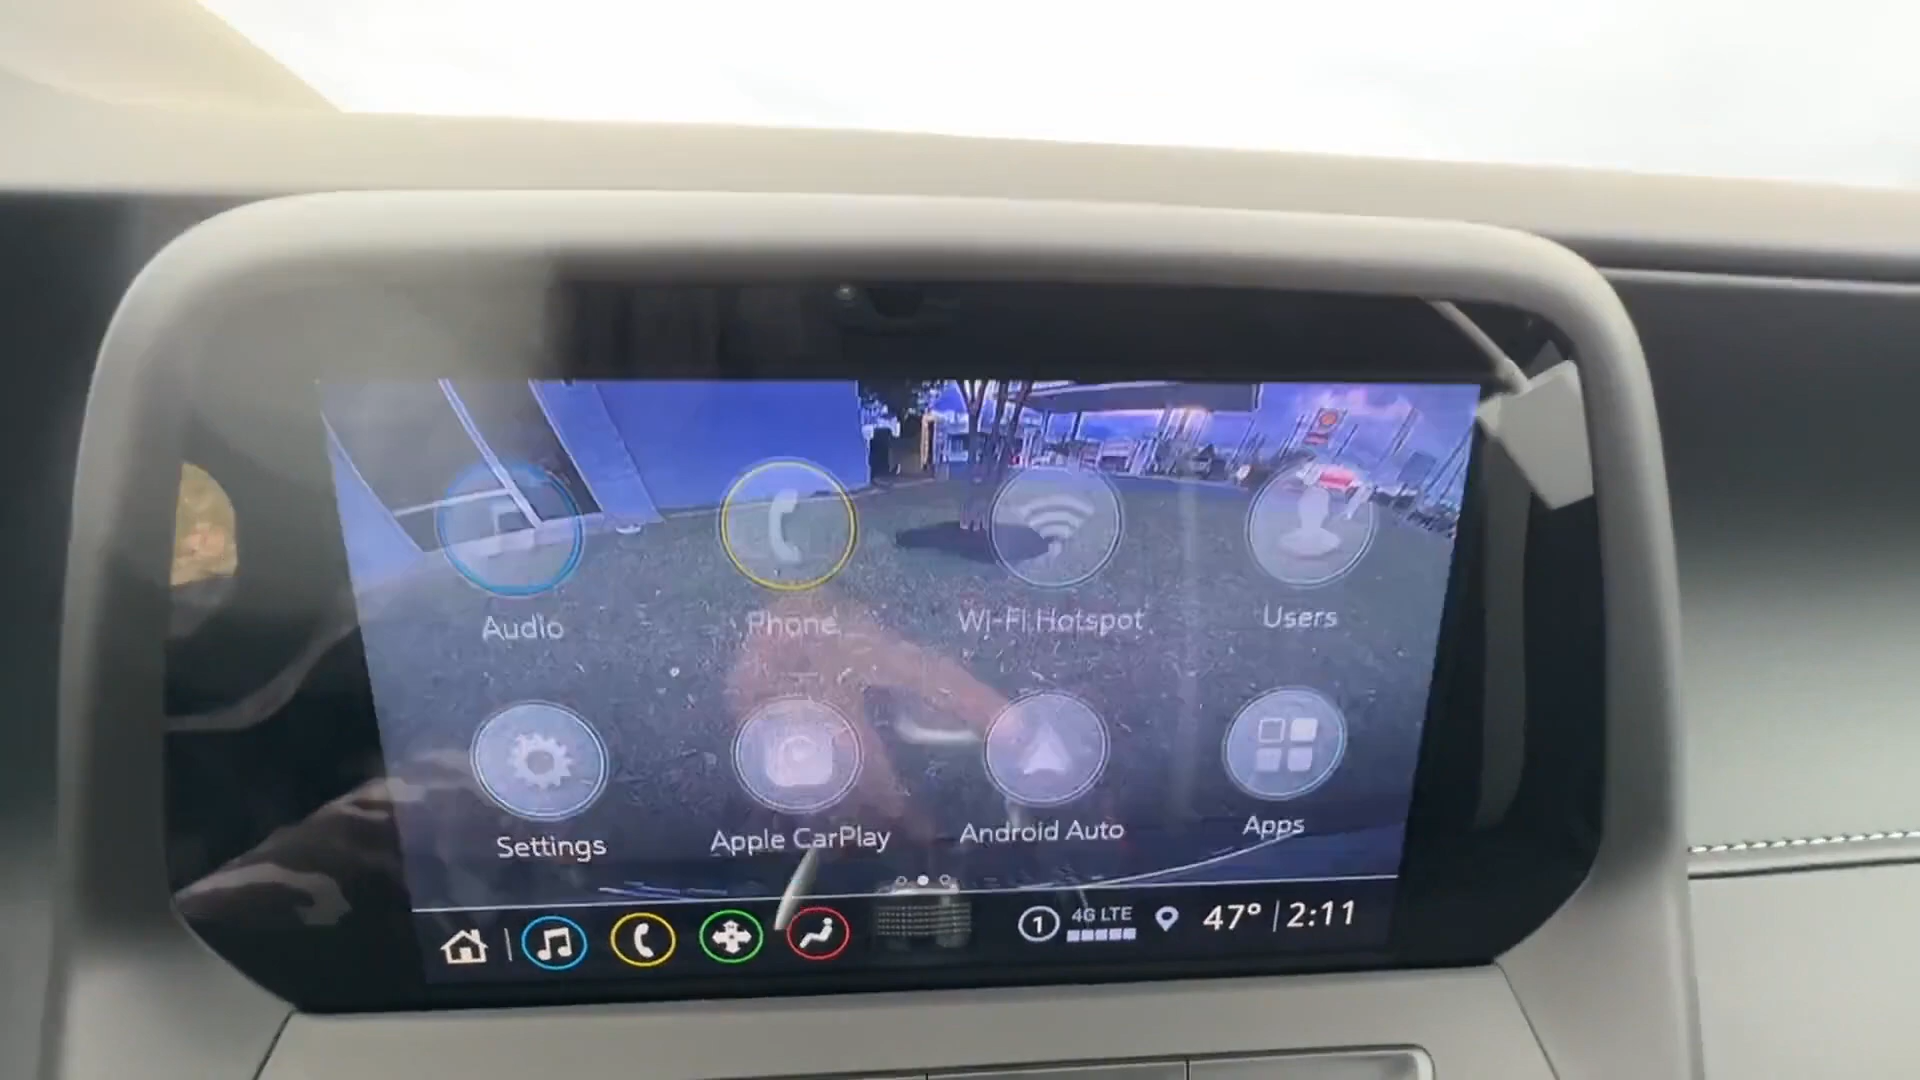 Audio
Phone
Wi-Fi Hotspot
Users
Settings
Apple CarPlay
Android Auto
Apps
1
4G LTE
47° | 2:11